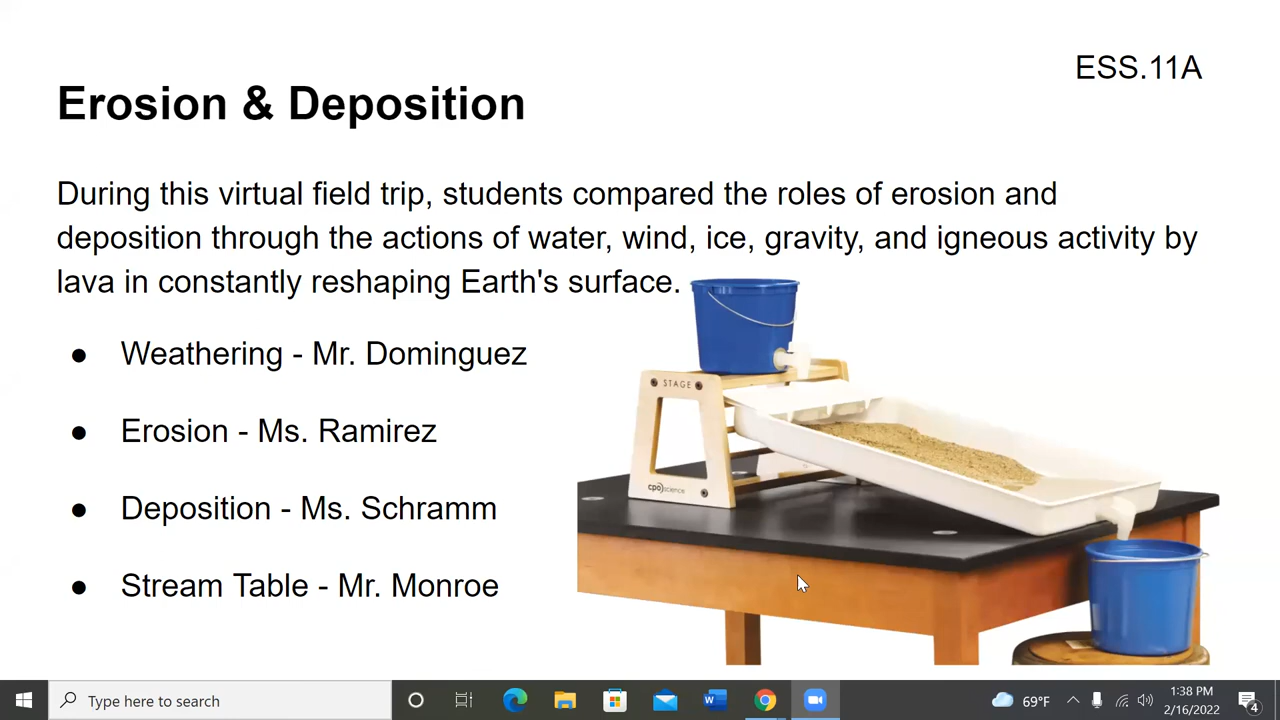 ESS.11A
Erosion & Deposition
During this virtual field trip, students compared the roles of erosion and
deposition through the actions of water, wind, ice, gravity, and igneous activity by
lava in constantly reshaping Earth's surface.
● Weathering - Mr. Dominguez
● Erosion - Ms. Ramirez
● Deposition - Ms. Schramm
● Stream Table - Mr. Monroe
STAGE
cpo science
Type here to search
69°F
1:38 PM
2/16/2022
4